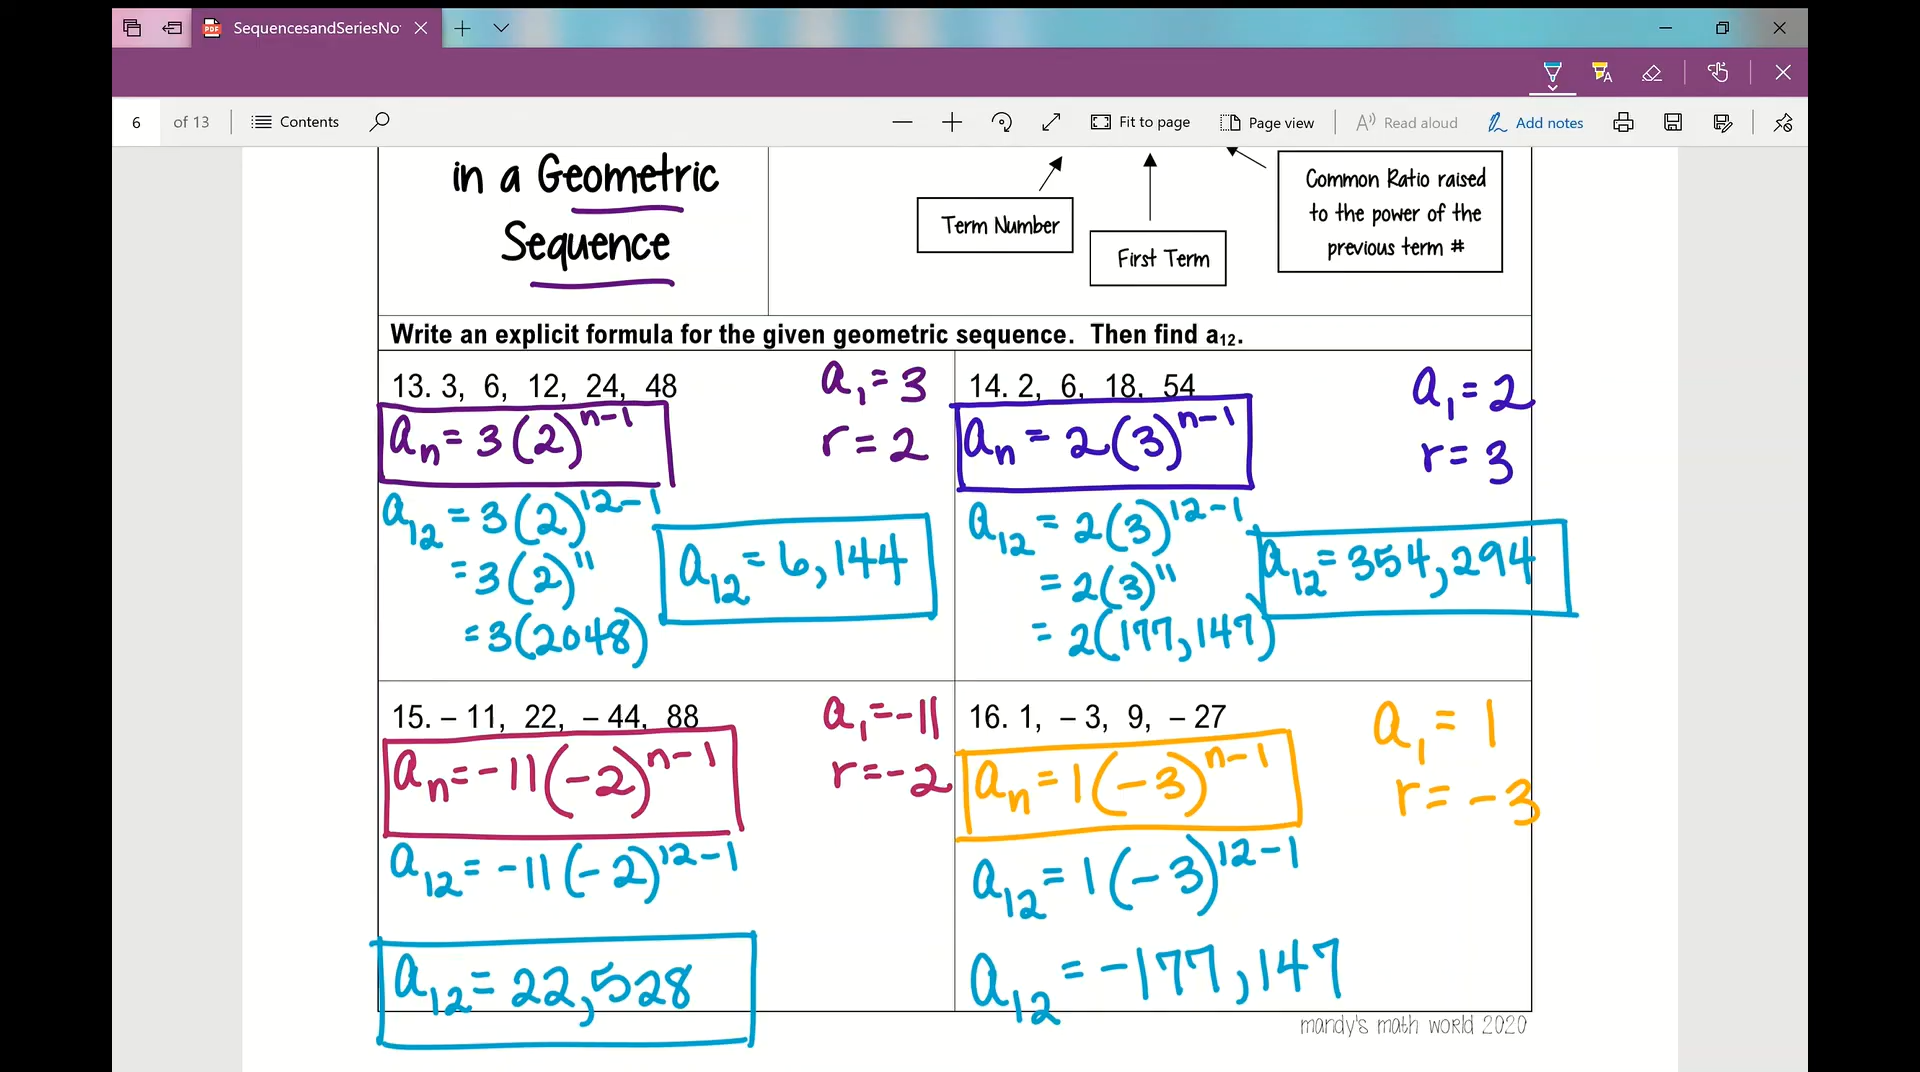 SequencesandSeriesNo
6 of 13 Contents Fit to page Page view Read aloud Add notes
in a Geometric
Sequence
Term Number
First Term
Common Ratio raised
to the power of the
previous term #
Write an explicit formula for the given geometric sequence. Then find a₁₂.
13. 3, 6, 12, 24, 48
a₁ = 3
r = 2
aₙ = 3(2)ⁿ⁻¹
a₁₂ = 3(2)¹²⁻¹
= 3(2)¹¹
= 3(2048)
a₁₂ = 6,144
14. 2, 6, 18, 54
a₁ = 2
r = 3
aₙ = 2(3)ⁿ⁻¹
a₁₂ = 2(3)¹²⁻¹
= 2(3)¹¹
= 2(177,147)
a₁₂ = 354,294
15. – 11, 22, – 44, 88
a₁ = -11
r = -2
aₙ = -11(-2)ⁿ⁻¹
a₁₂ = -11(-2)¹²⁻¹
a₁₂ = 22,528
16. 1, – 3, 9, – 27
a₁ = 1
r = -3
aₙ = 1(-3)ⁿ⁻¹
a₁₂ = 1(-3)¹²⁻¹
a₁₂ = -177,147
mandy's math world 2020